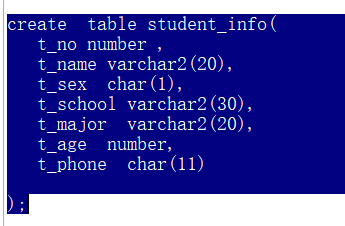 create  table student_info(
   t_no number ,
   t_name varchar2(20),
   t_sex  char(1),
   t_school varchar2(30),
   t_major  varchar2(20),
   t_age  number,
   t_phone  char(11)
);